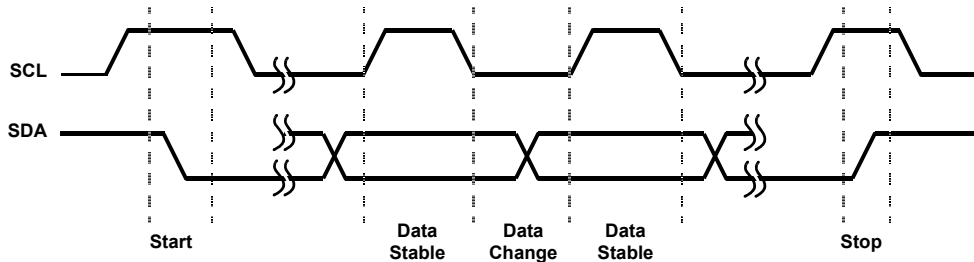 SCL
SDA
Start
Data
Stable
Data
Change
Data
Stable
Stop